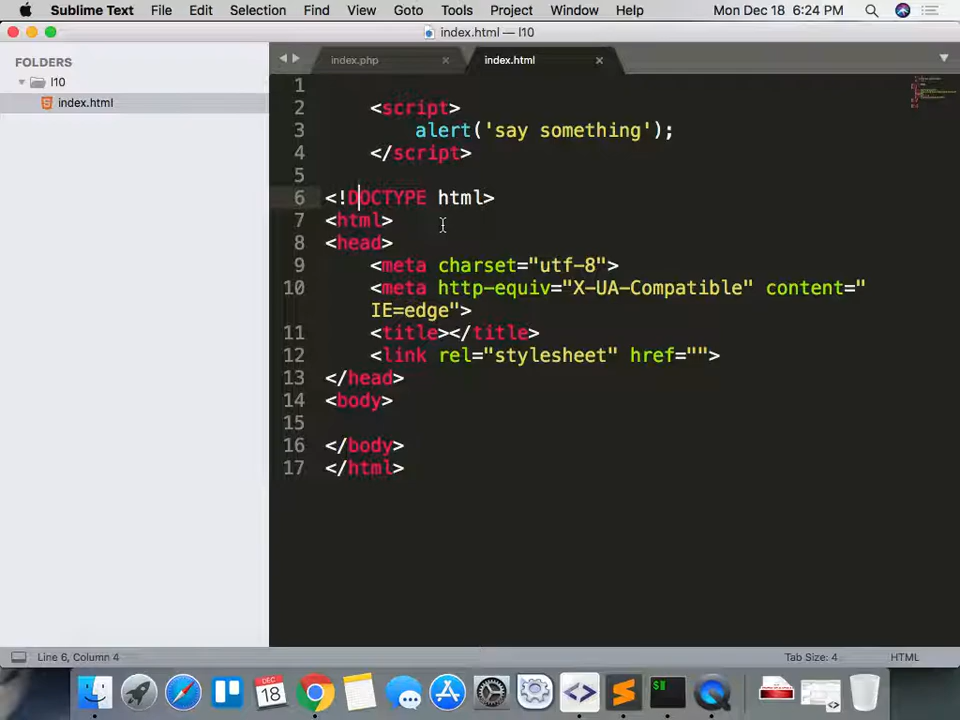 Sublime Text File Edit Selection Find View Goto Tools Project Window Help Mon Dec 18 6:24 PM
index.html — l10
FOLDERS
l10
index.html
index.php × index.html ×
1
2 <script>
3 alert('say something');
4 </script>
5
6 <!DOCTYPE html>
7 <html>
8 <head>
9 <meta charset="utf-8">
10 <meta http-equiv="X-UA-Compatible" content="
IE=edge">
11 <title></title>
12 <link rel="stylesheet" href="">
13 </head>
14 <body>
15
16 </body>
17 </html>
Line 6, Column 4 Tab Size: 4 HTML
DEC
18